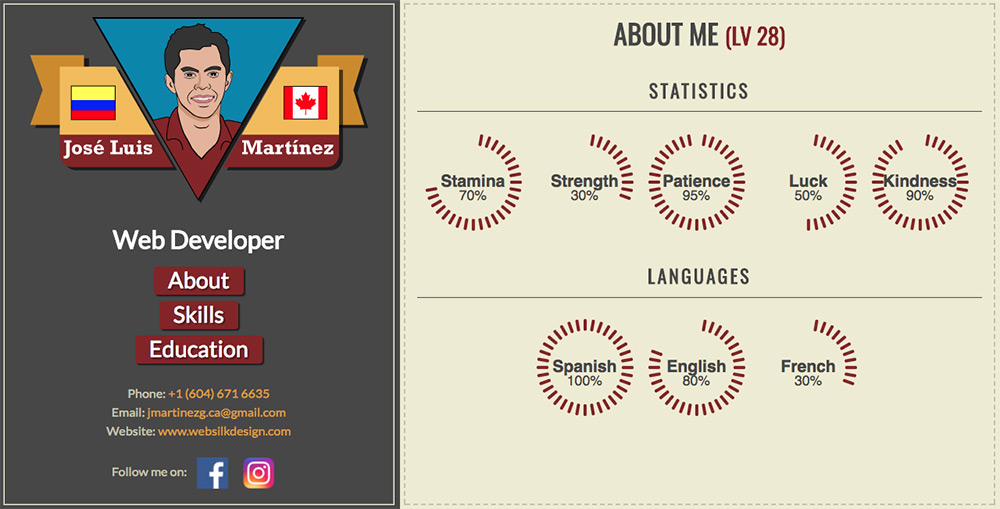 José Luis
Martínez
Web Developer
About
Skills
Education
Phone: +1 (604) 671 6635
Email: jmartinezg.ca@gmail.com
Website: www.websilkdesign.com
Follow me on:
ABOUT ME (LV 28)
STATISTICS
Stamina
70%
Strength
30%
Patience
95%
Luck
50%
Kindness
90%
LANGUAGES
Spanish
100%
English
80%
French
30%